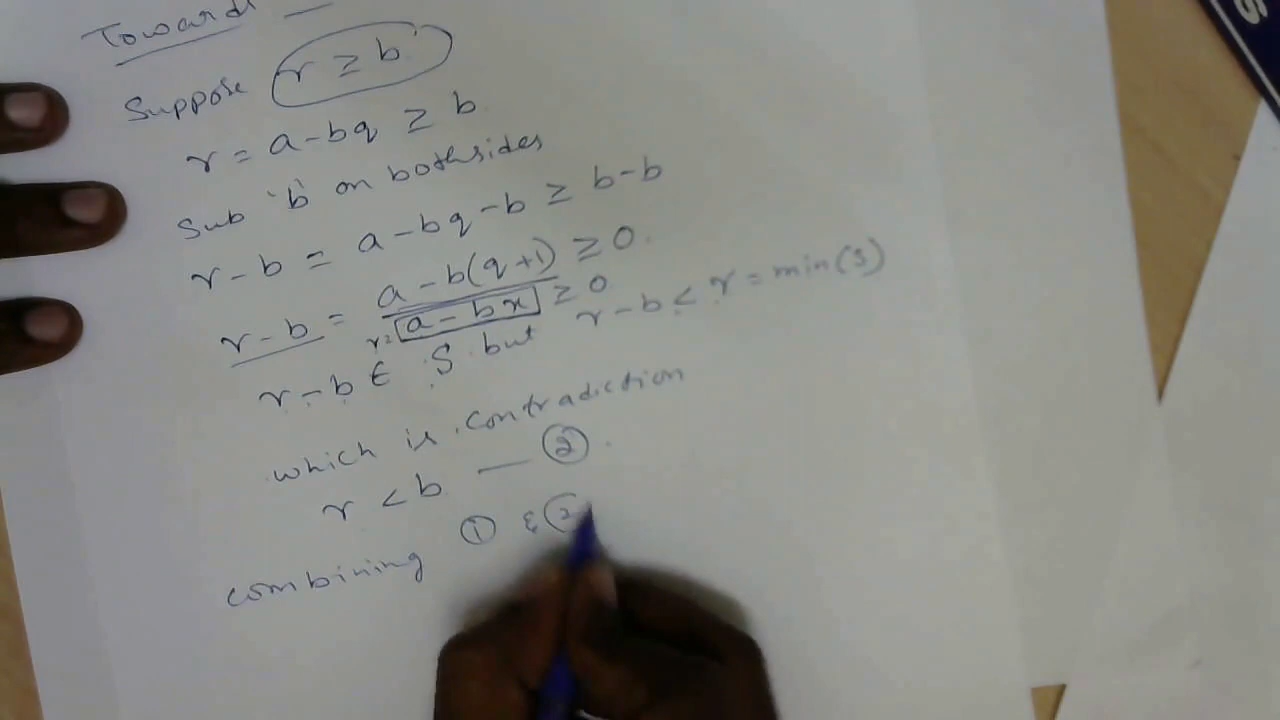 Towards
Suppose r ≥ b
r = a-bq ≥ b
Sub 'b' on bothsides
r-b = a-bq-b ≥ b-b
r-b = a-b(q+1) ≥ 0.
r= a-bx ≥ 0
r-b ∈ S but r-b < r = min(S)
which is contradiction
r < b — ②.
combining ① & ②
S